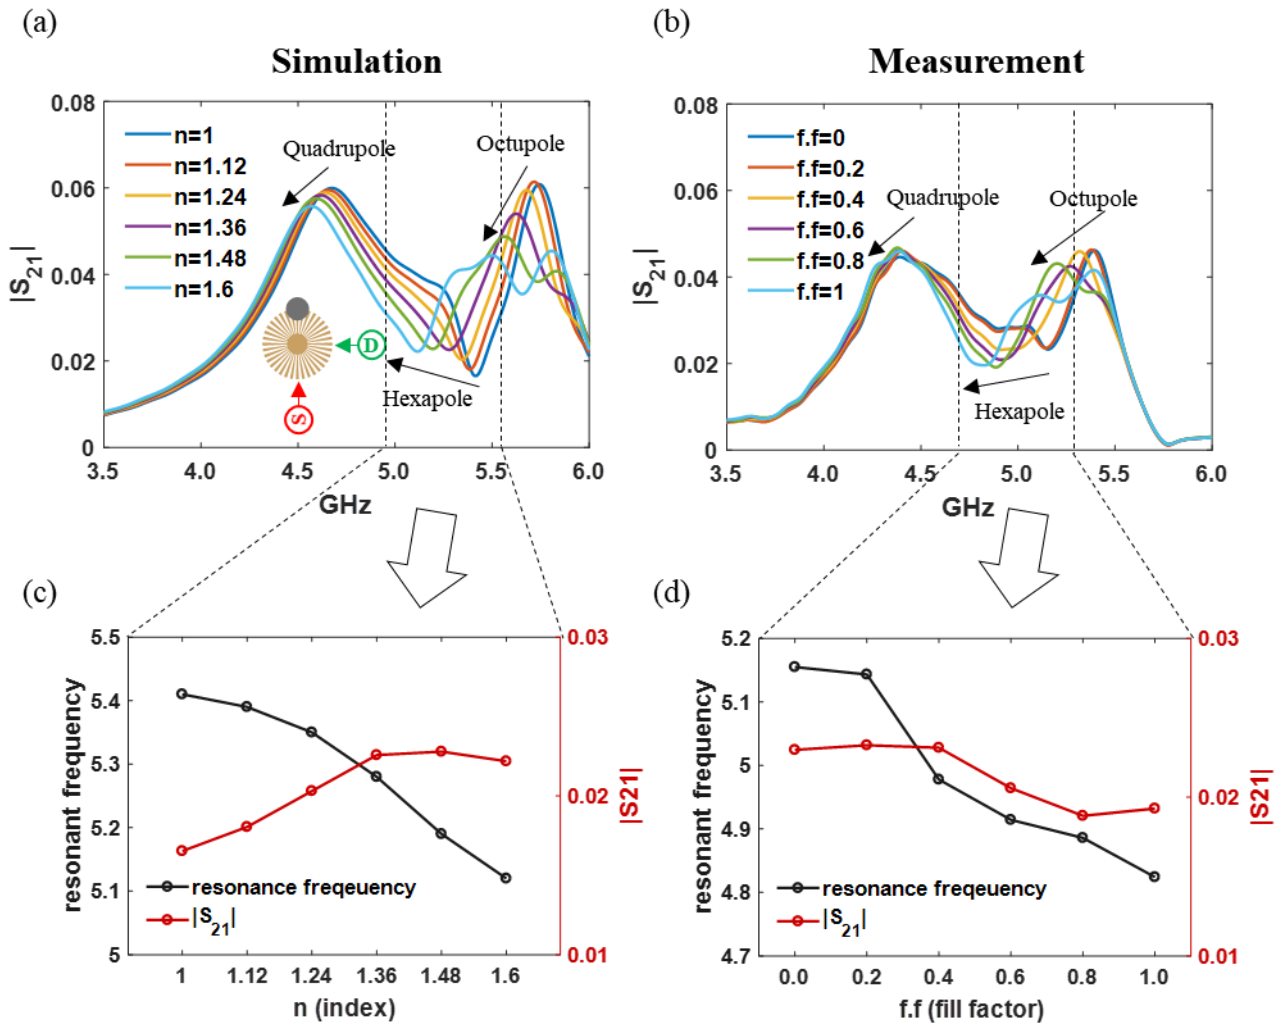 (a)
Simulation
0.08
0.06
0.04
0.02
0
|S21|
n=1
n=1.12
n=1.24
n=1.36
n=1.48
n=1.6
Quadrupole
Octupole
Hexapole
D
S
3.5 4.0 4.5 5.0 5.5 6.0
GHz
(b)
Measurement
0.08
0.06
0.04
0.02
0
|S21|
f.f=0
f.f=0.2
f.f=0.4
f.f=0.6
f.f=0.8
f.f=1
Quadrupole
Octupole
Hexapole
3.5 4.0 4.5 5.0 5.5 6.0
GHz
(c)
5.5
5.4
5.3
5.2
5.1
5
resonant frequency
0.03
0.02
0.01
|S21|
resonance freqeuency
|S21|
1 1.12 1.24 1.36 1.48 1.6
n (index)
(d)
5.2
5.1
5
4.9
4.8
4.7
resonant frequency
0.03
0.02
0.01
|S21|
resonance freqeuency
|S21|
0.0 0.2 0.4 0.6 0.8 1.0
f.f (fill factor)